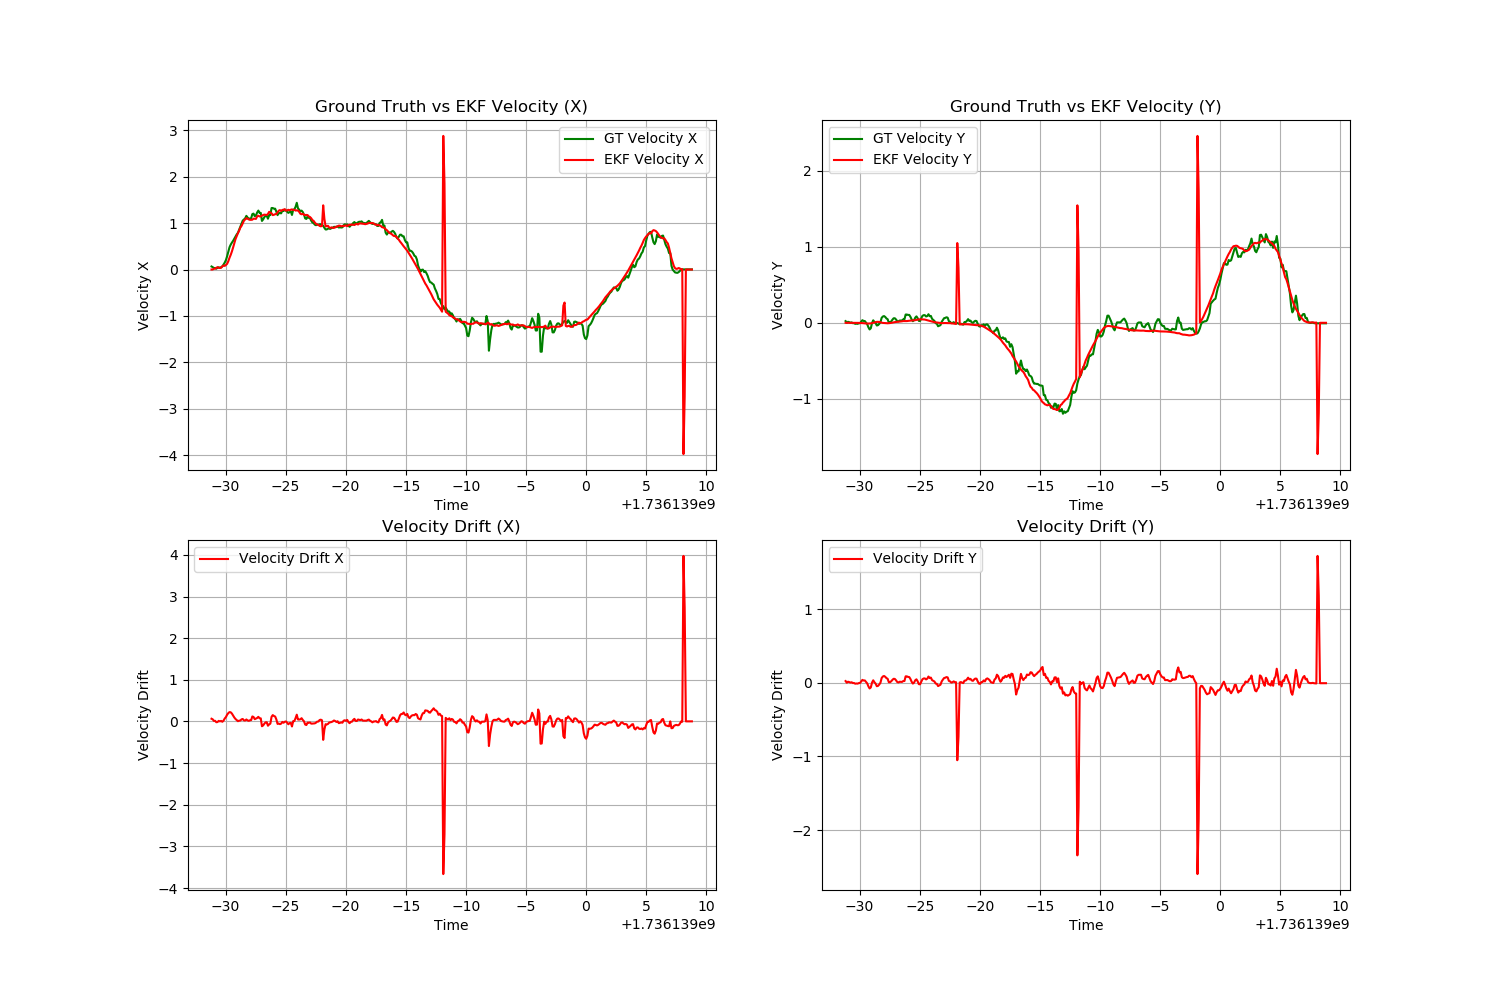 Ground Truth vs EKF Velocity (X)
GT Velocity X
EKF Velocity X
Velocity X
3
2
1
0
−1
−2
−3
−4
−30 −25 −20 −15 −10 −5 0 5 10
Time
+1.736139e9
Ground Truth vs EKF Velocity (Y)
GT Velocity Y
EKF Velocity Y
Velocity Y
2
1
0
−1
−30 −25 −20 −15 −10 −5 0 5 10
Time
+1.736139e9
Velocity Drift (X)
Velocity Drift X
Velocity Drift
4
3
2
1
0
−1
−2
−3
−4
−30 −25 −20 −15 −10 −5 0 5 10
Time
+1.736139e9
Velocity Drift (Y)
Velocity Drift Y
Velocity Drift
1
0
−1
−2
−30 −25 −20 −15 −10 −5 0 5 10
Time
+1.736139e9